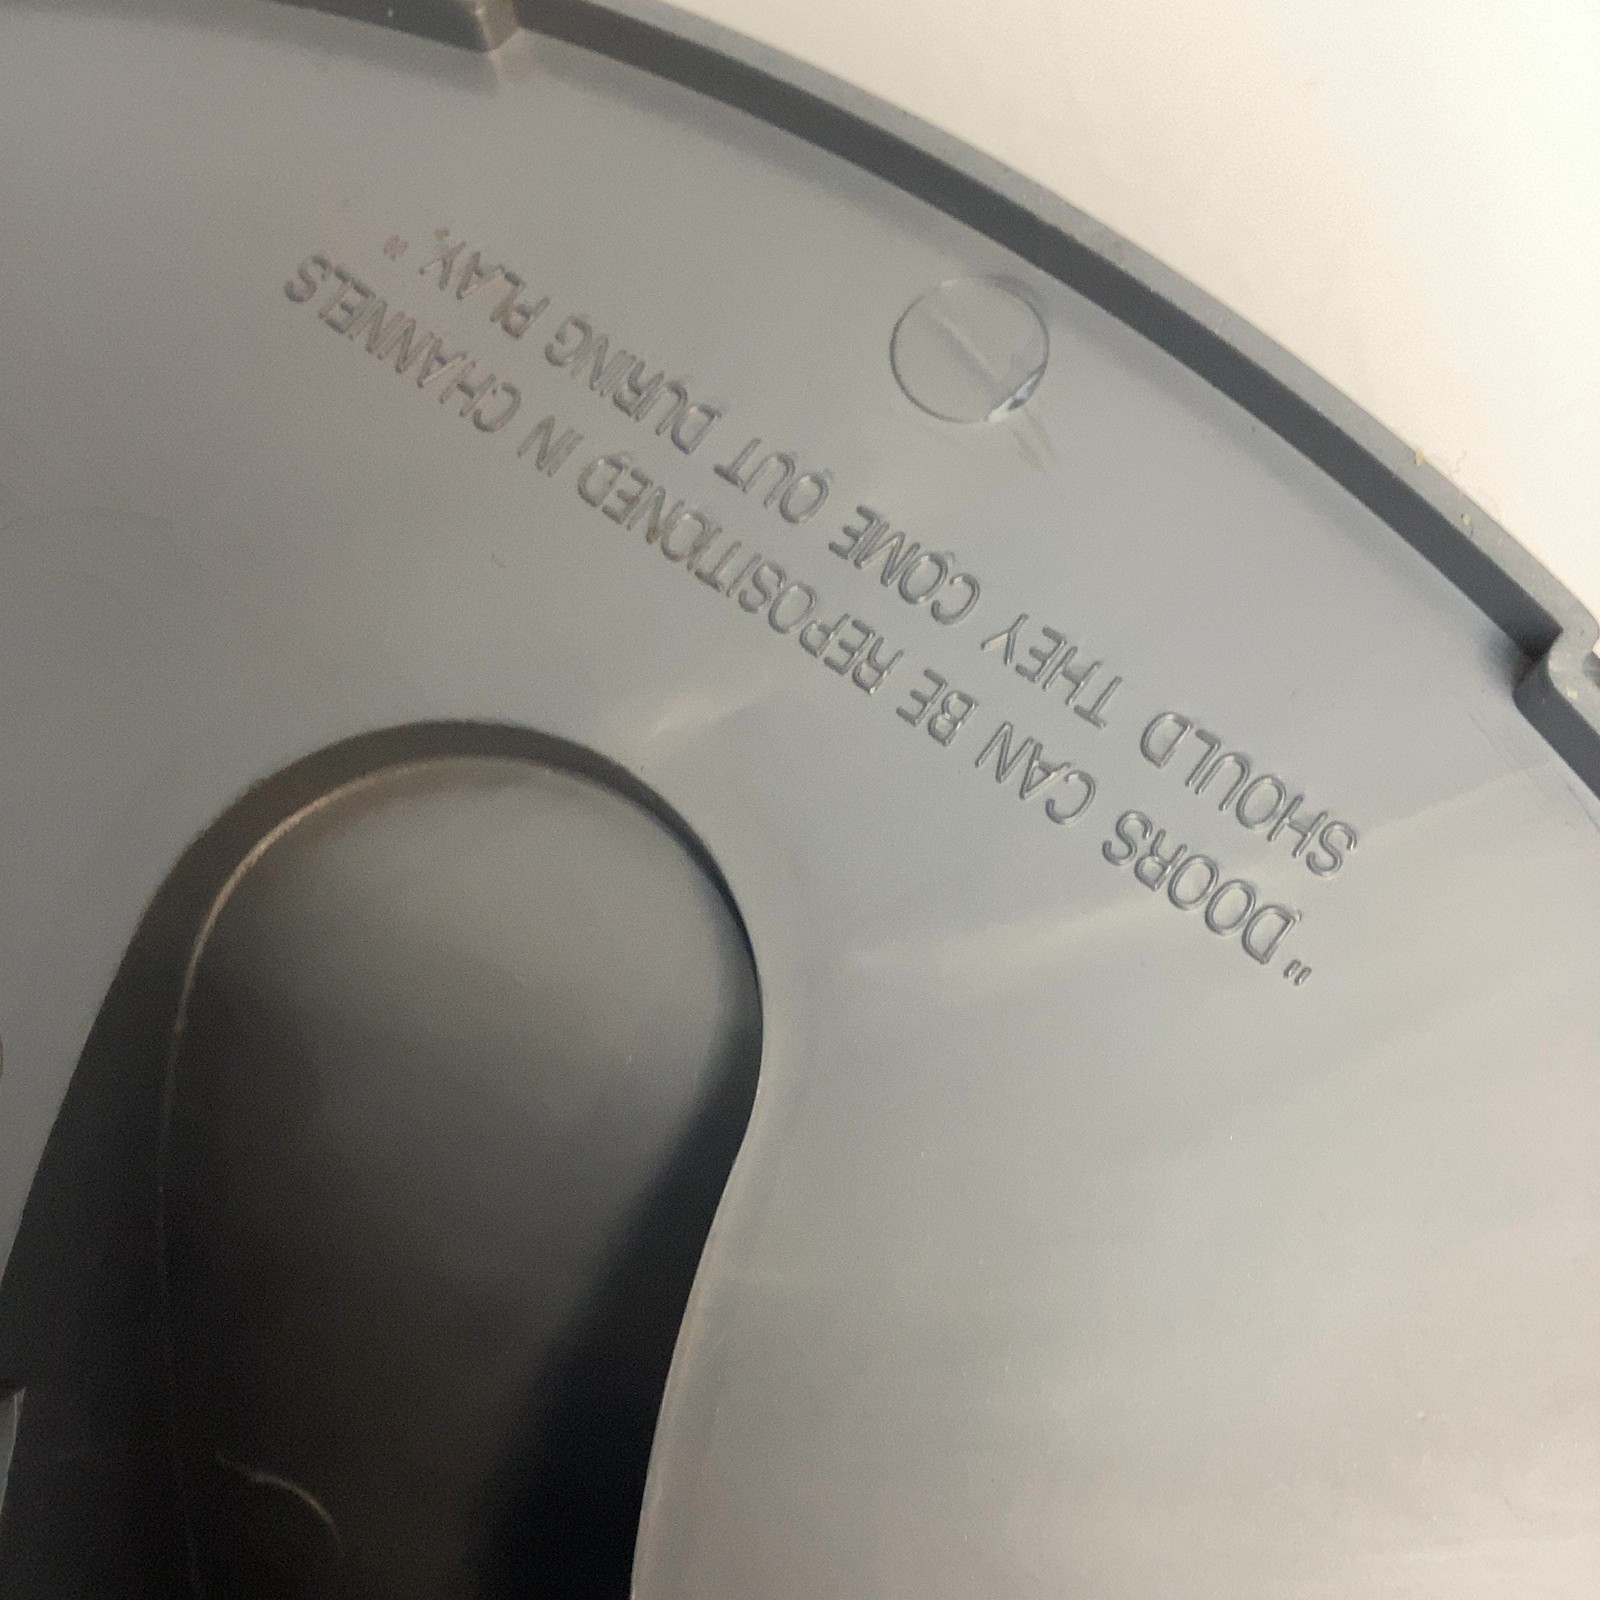 "DOORS CAN BE REPOSITIONED IN CHANNELS
SHOULD THEY COME OUT DURING PLAY."